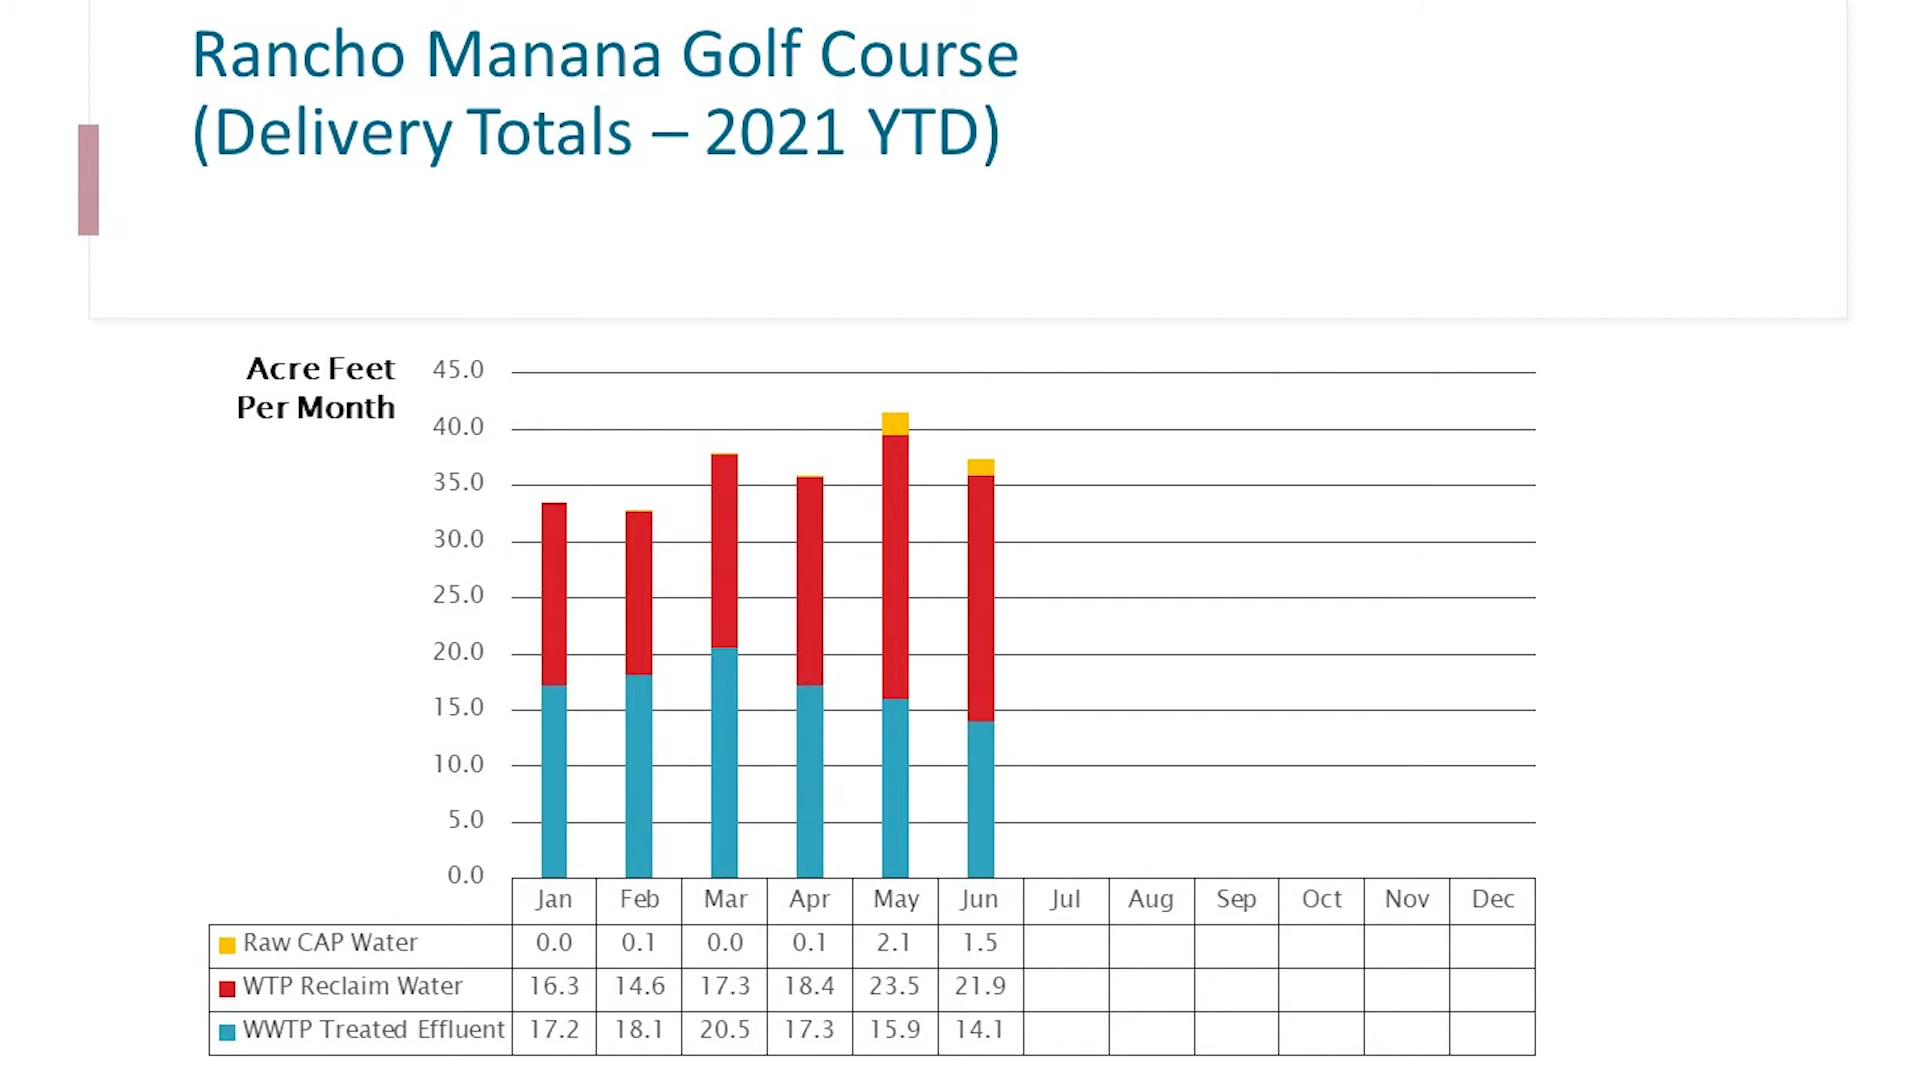 Rancho Manana Golf Course
(Delivery Totals – 2021 YTD)
Acre Feet
Per Month
45.0
40.0
35.0
30.0
25.0
20.0
15.0
10.0
5.0
0.0
Jan Feb Mar Apr May Jun Jul Aug Sep Oct Nov Dec
Raw CAP Water 0.0 0.1 0.0 0.1 2.1 1.5
WTP Reclaim Water 16.3 14.6 17.3 18.4 23.5 21.9
WWTP Treated Effluent 17.2 18.1 20.5 17.3 15.9 14.1